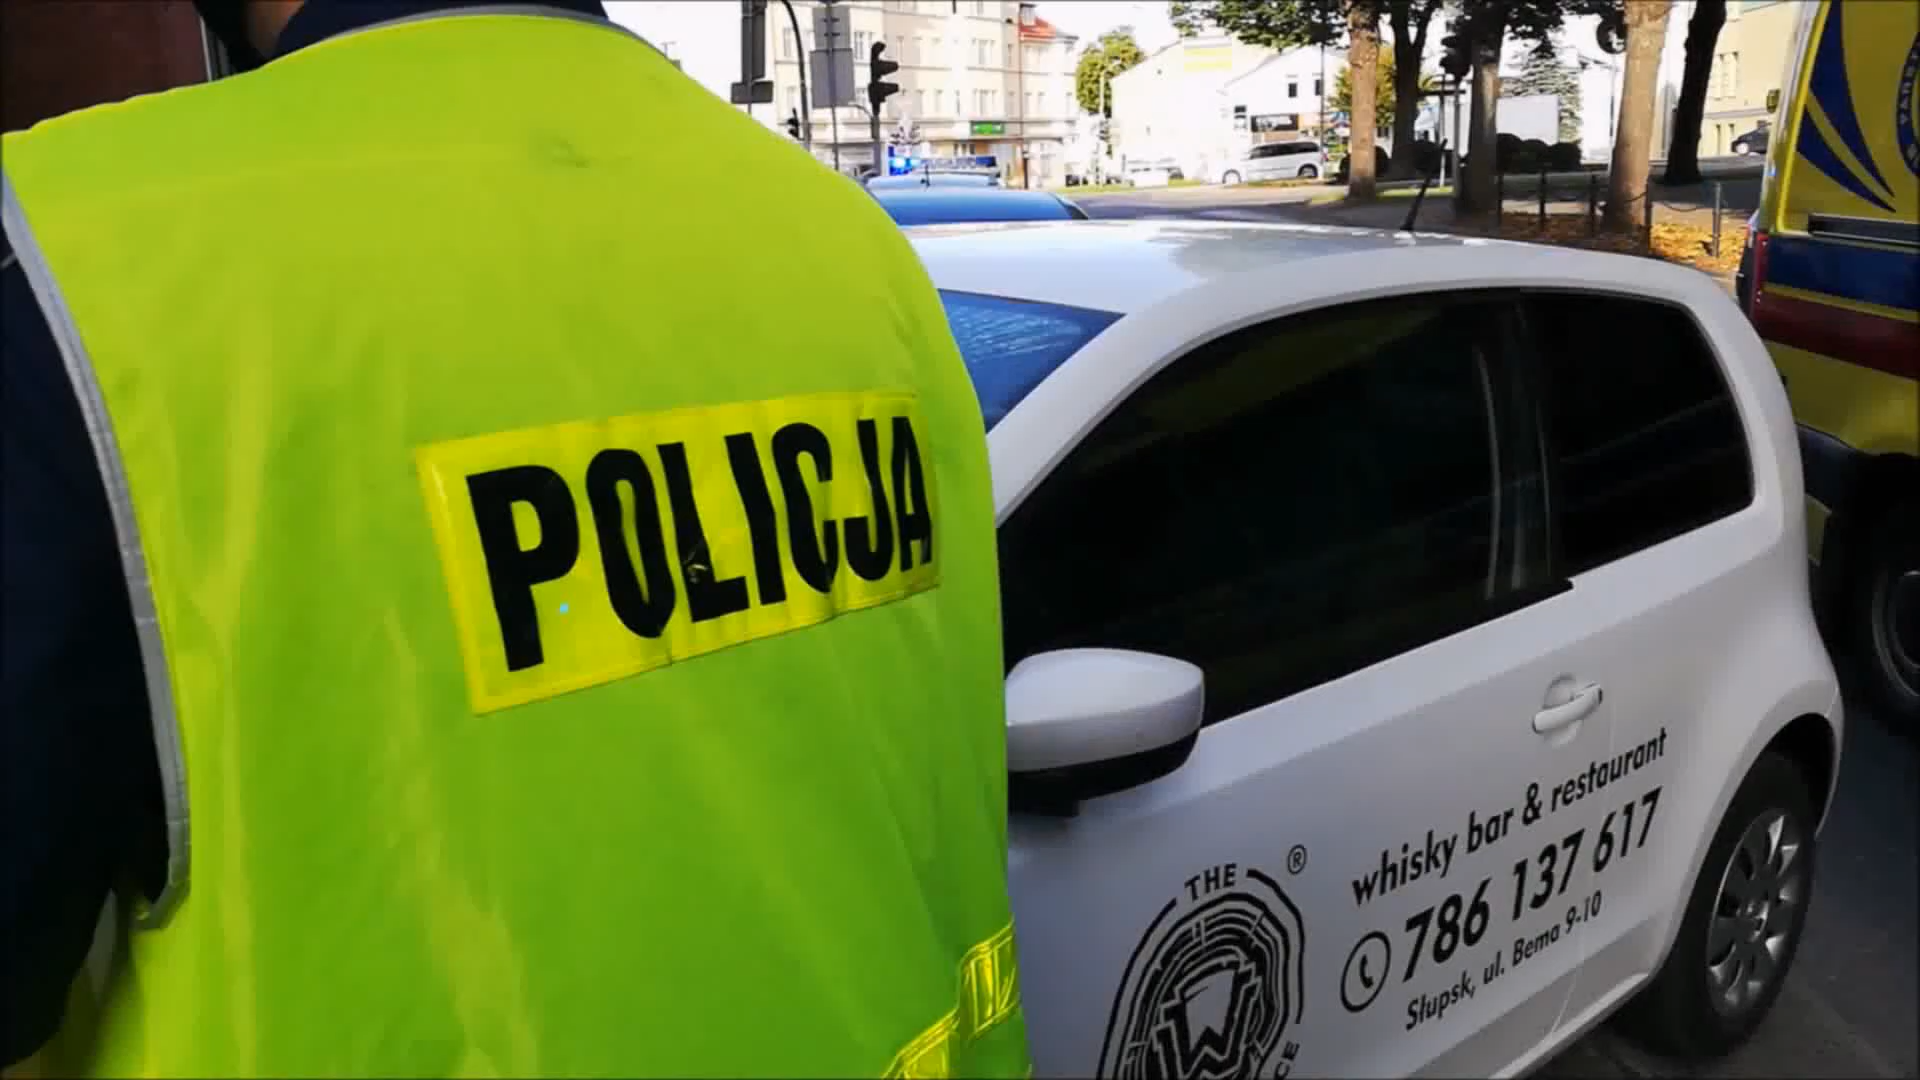 POLICJA
whisky bar & restaurant
786 137 617
Słupsk, ul. Bema 9-10
THE
®
W